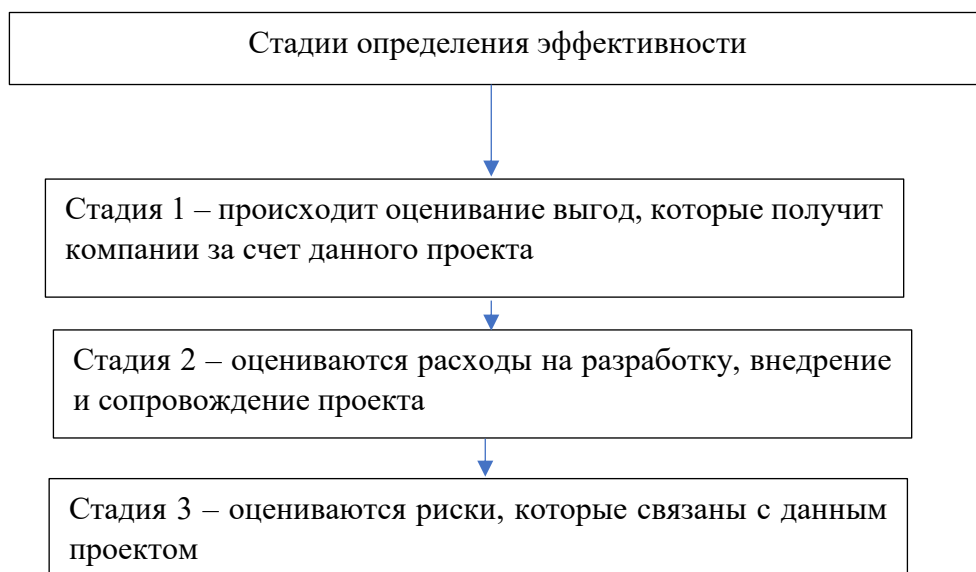 Стадии определения эффективности
Стадия 1 – происходит оценивание выгод, которые получит
компании за счет данного проекта
Стадия 2 – оцениваются расходы на разработку, внедрение
и сопровождение проекта
Стадия 3 – оцениваются риски, которые связаны с данным
проектом